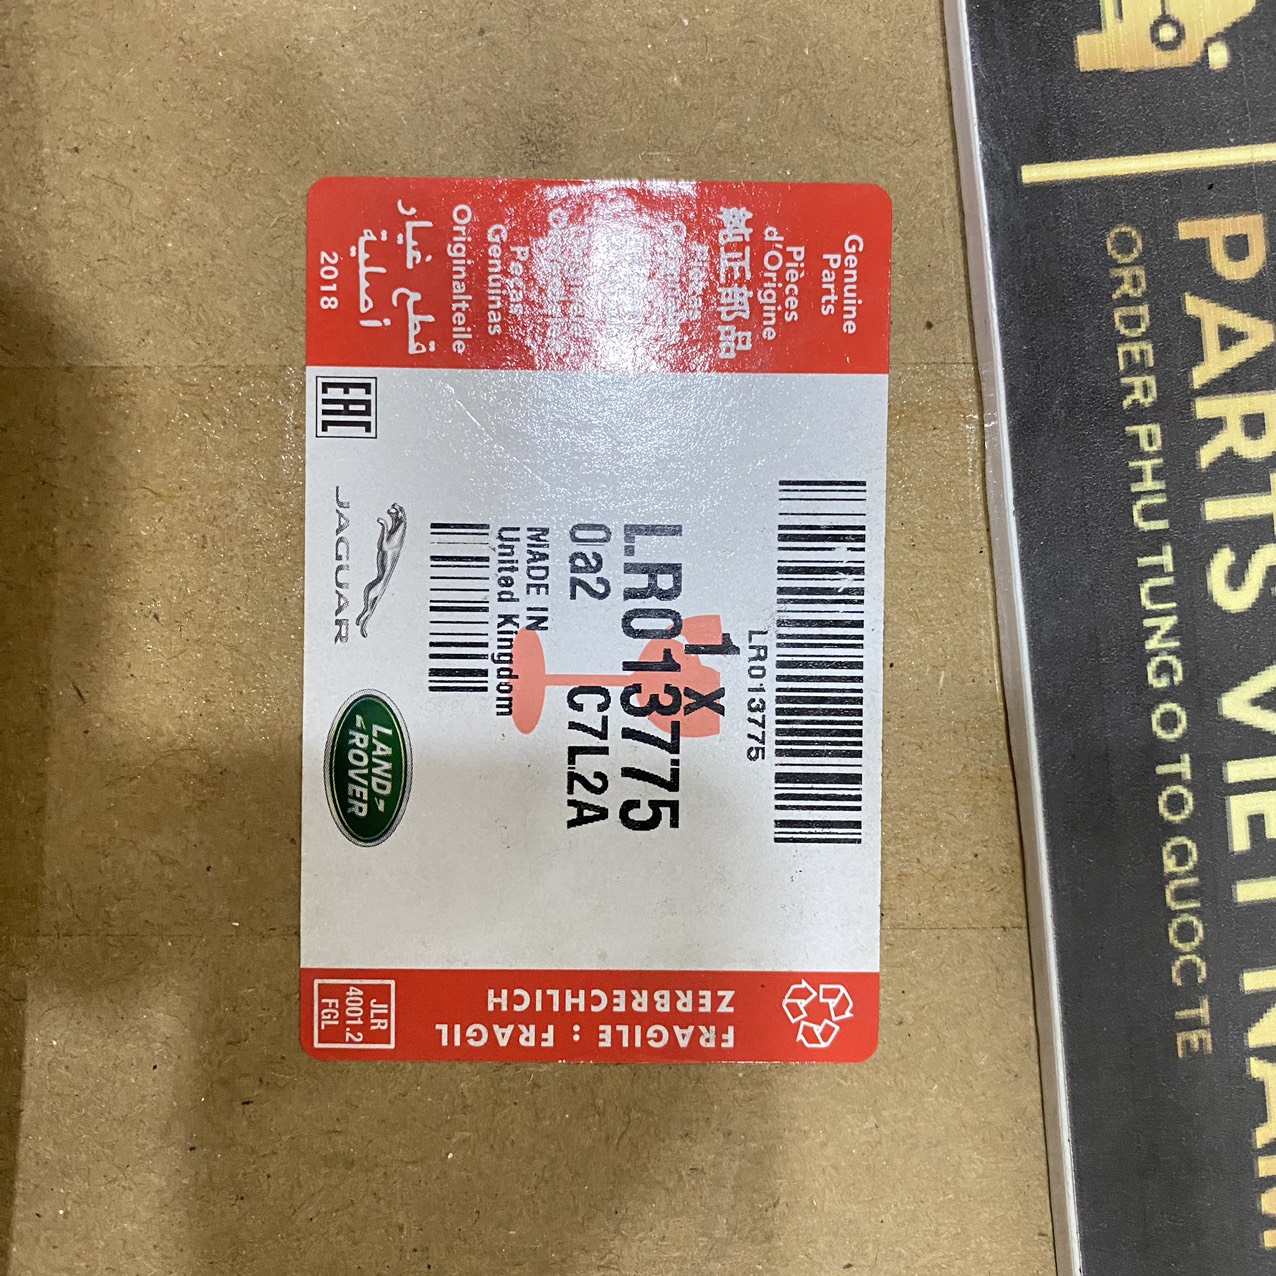 Genuine
Parts
Pièces
d'Origine
純正部品
Peças
Genuinas
Originalteile
قطع غيار
أصلية
2018
EAC
LR013775
1 X
LR013775
0a2 C7L2A
MADE IN
United Kingdom
JAGUAR
LAND
ROVER
FRAGILE : FRAGIL
ZERBRECHLICH
JLR
4001.2
FGL
PARTS VIET NAM
ORDER PHU TUNG O TO QUOC TE